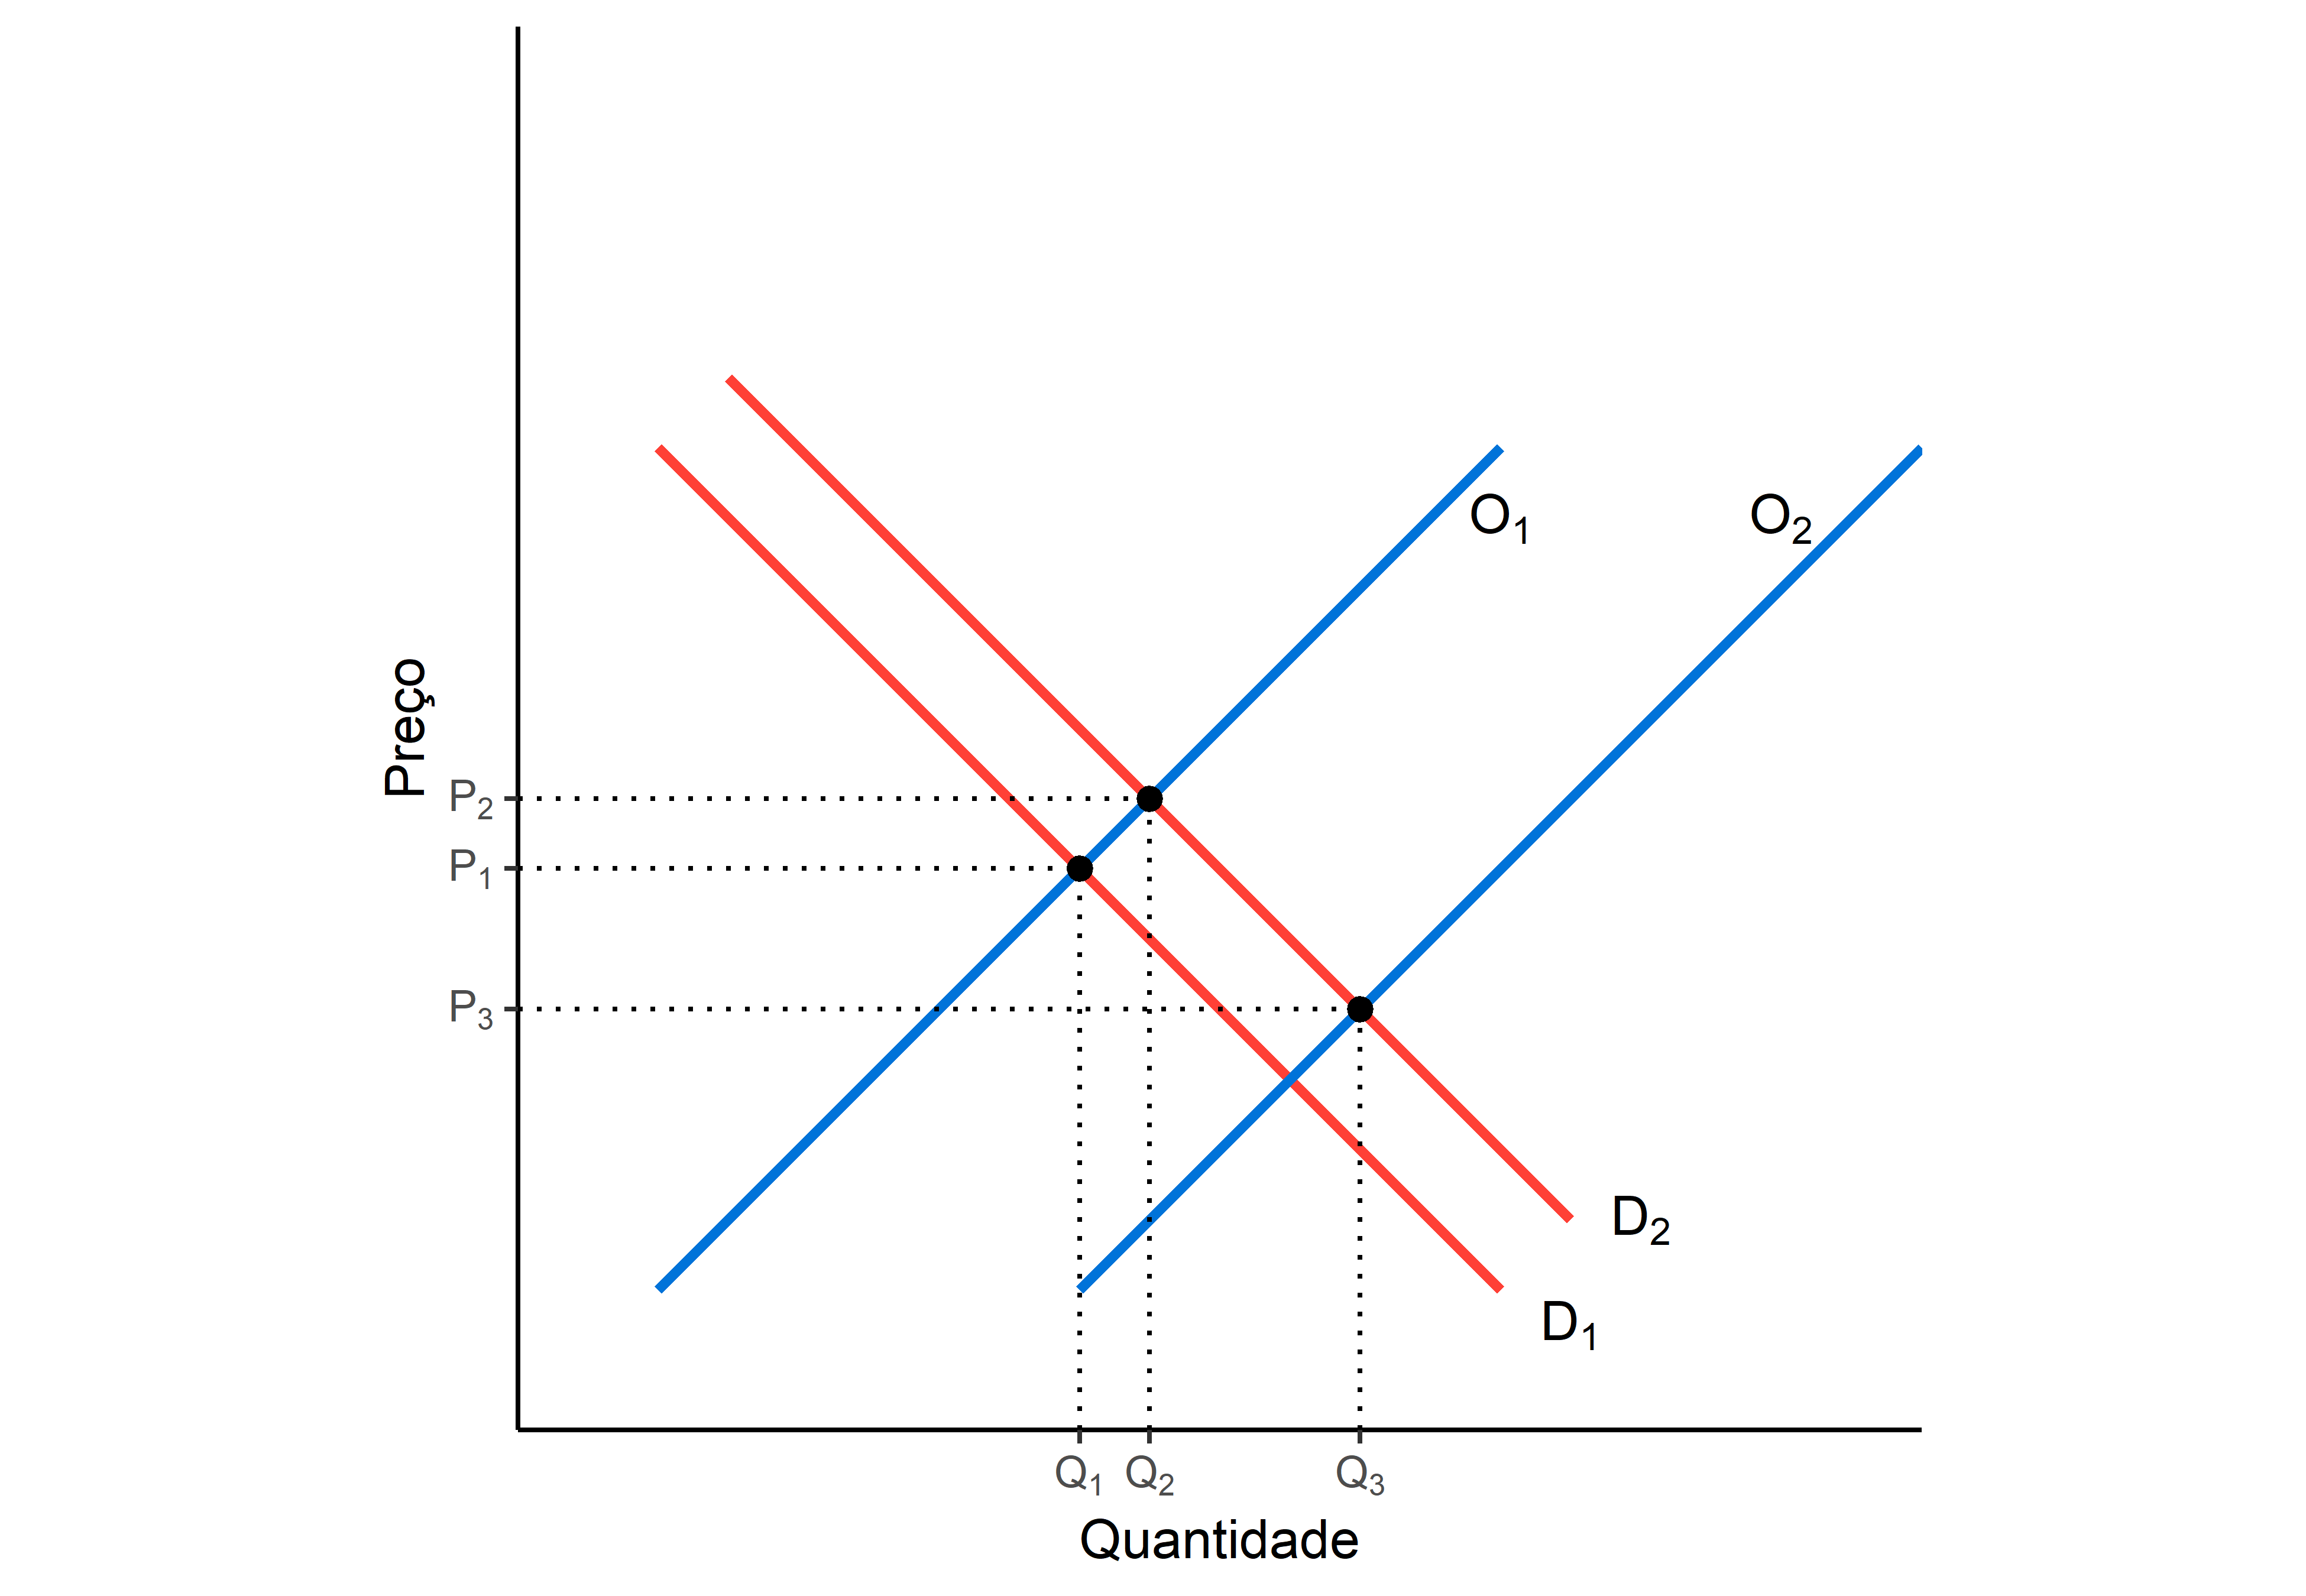 O₁
O₂
Preço
P₂
P₁
P₃
D₂
D₁
Q₁ Q₂ Q₃
Quantidade